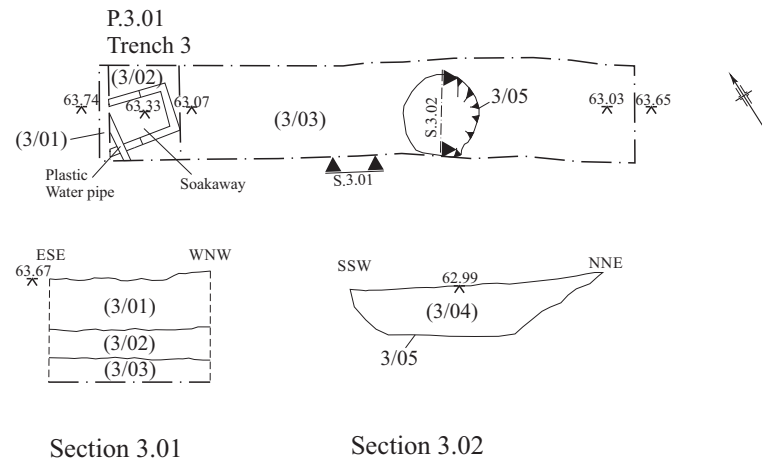 P.3.01
Trench 3
(3/02)
63.74
63.33
63.07
(3/01)
(3/03)
S.3.02
3/05
63.03
63.65
Plastic
Water pipe
Soakaway
S.3.01
ESE
WNW
63.67
(3/01)
(3/02)
(3/03)
SSW
NNE
62.99
(3/04)
3/05
Section 3.01
Section 3.02